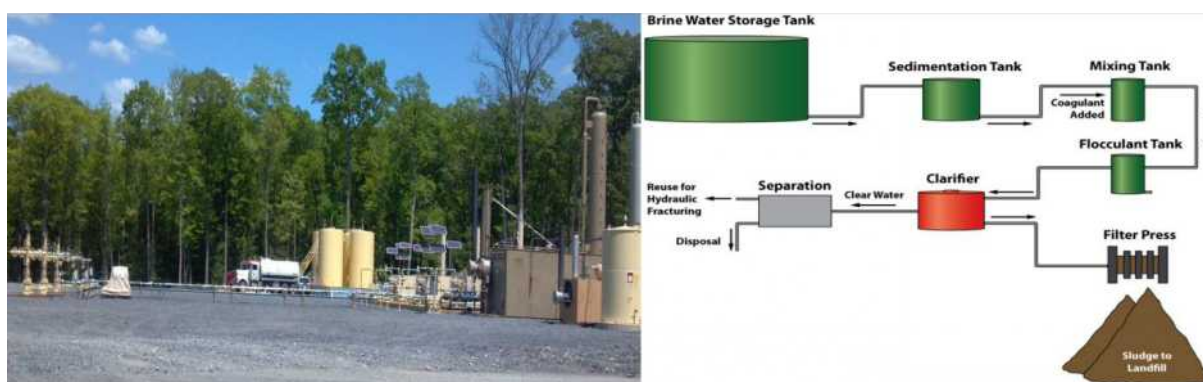 Brine Water Storage Tank
Sedimentation Tank
Mixing Tank
Coagulant
Added
Flocculant Tank
Clarifier
Clear Water
Separation
Reuse for
Hydraulic
Fracturing
Disposal
Filter Press
Sludge to
Landfill